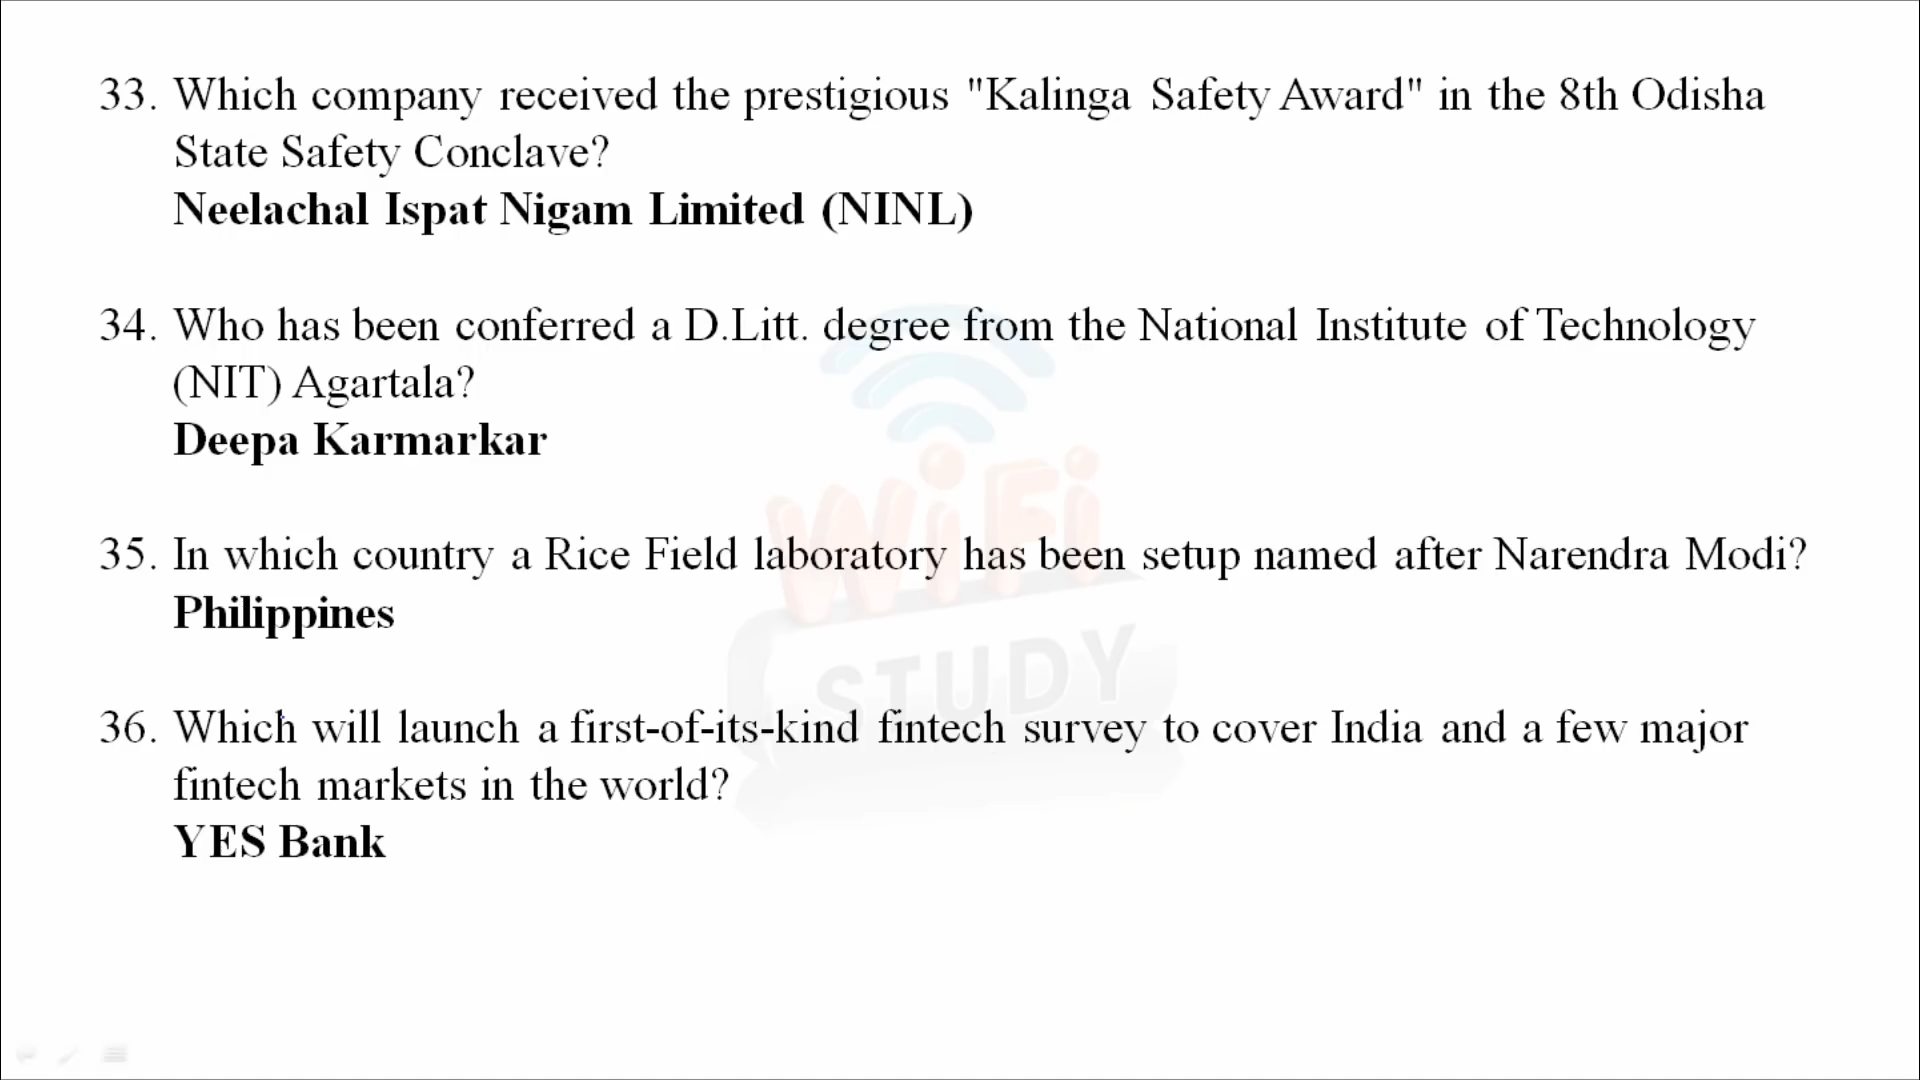 33. Which company received the prestigious "Kalinga Safety Award" in the 8th Odisha
State Safety Conclave?
Neelachal Ispat Nigam Limited (NINL)
34. Who has been conferred a D.Litt. degree from the National Institute of Technology
(NIT) Agartala?
Deepa Karmarkar
35. In which country a Rice Field laboratory has been setup named after Narendra Modi?
Philippines
WiFi
STUDY
36. Which will launch a first-of-its-kind fintech survey to cover India and a few major
fintech markets in the world?
YES Bank